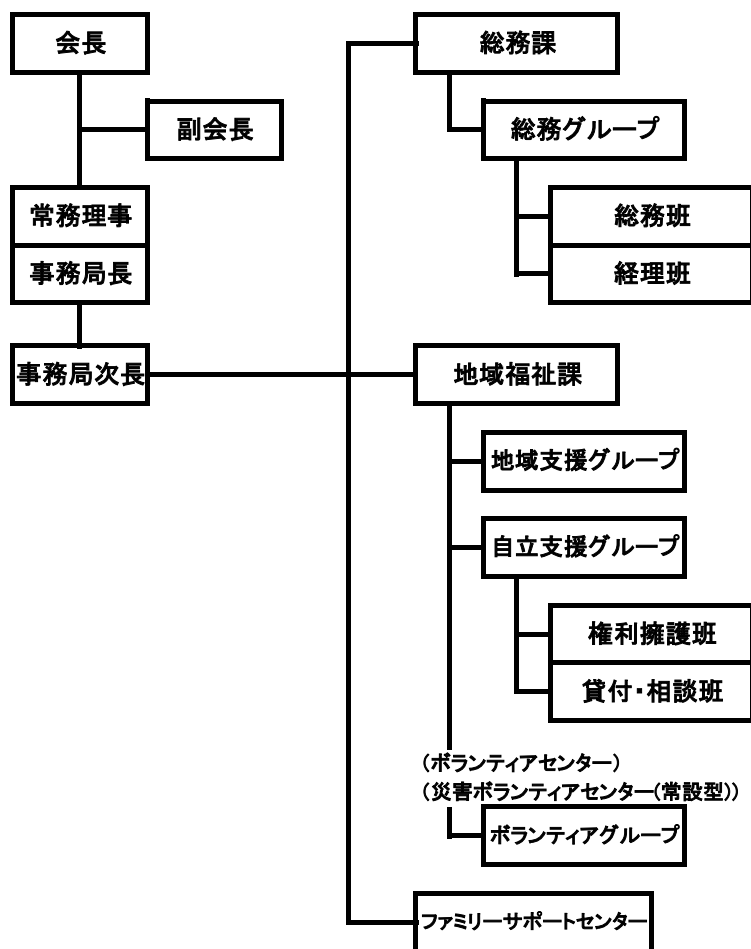 会長
副会長
常務理事
事務局長
事務局次長
総務課
総務グループ
総務班
経理班
地域福祉課
地域支援グループ
自立支援グループ
権利擁護班
貸付・相談班
(ボランティアセンター)
(災害ボランティアセンター(常設型))
ボランティアグループ
ファミリーサポートセンター